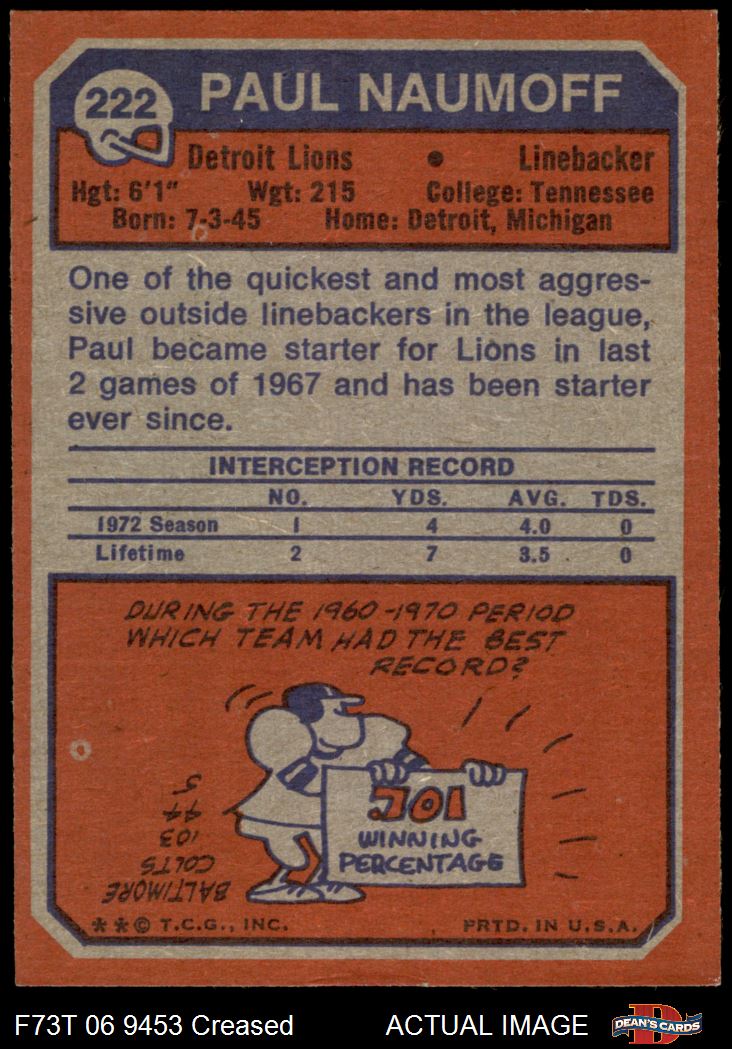 222
PAUL NAUMOFF
Detroit Lions • Linebacker
Hgt: 6'1" Wgt: 215 College: Tennessee
Born: 7-3-45 Home: Detroit, Michigan
One of the quickest and most aggres-
sive outside linebackers in the league,
Paul became starter for Lions in last
2 games of 1967 and has been starter
ever since.
INTERCEPTION RECORD
NO. YDS. AVG. TDS.
1972 Season 1 4 4.0 0
Lifetime 2 7 3.5 0
DURING THE 1960-1970 PERIOD
WHICH TEAM HAD THE BEST
RECORD?
.701
WINNING
PERCENTAGE
BALTIMORE
COLTS
103
44
5
**© T.C.G., INC. PRTD. IN U.S.A.
F73T 06 9453 Creased ACTUAL IMAGE
DEAN'S CARDS